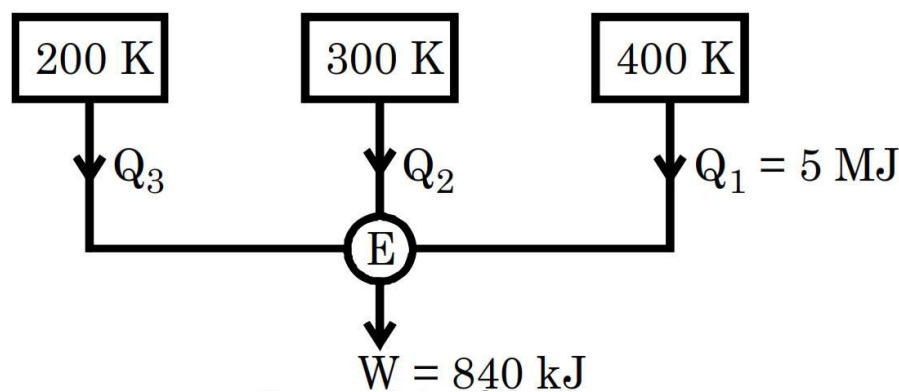 200 K 300 K 400 K
Q₃ Q₂ Q₁ = 5 MJ
E
W = 840 kJ